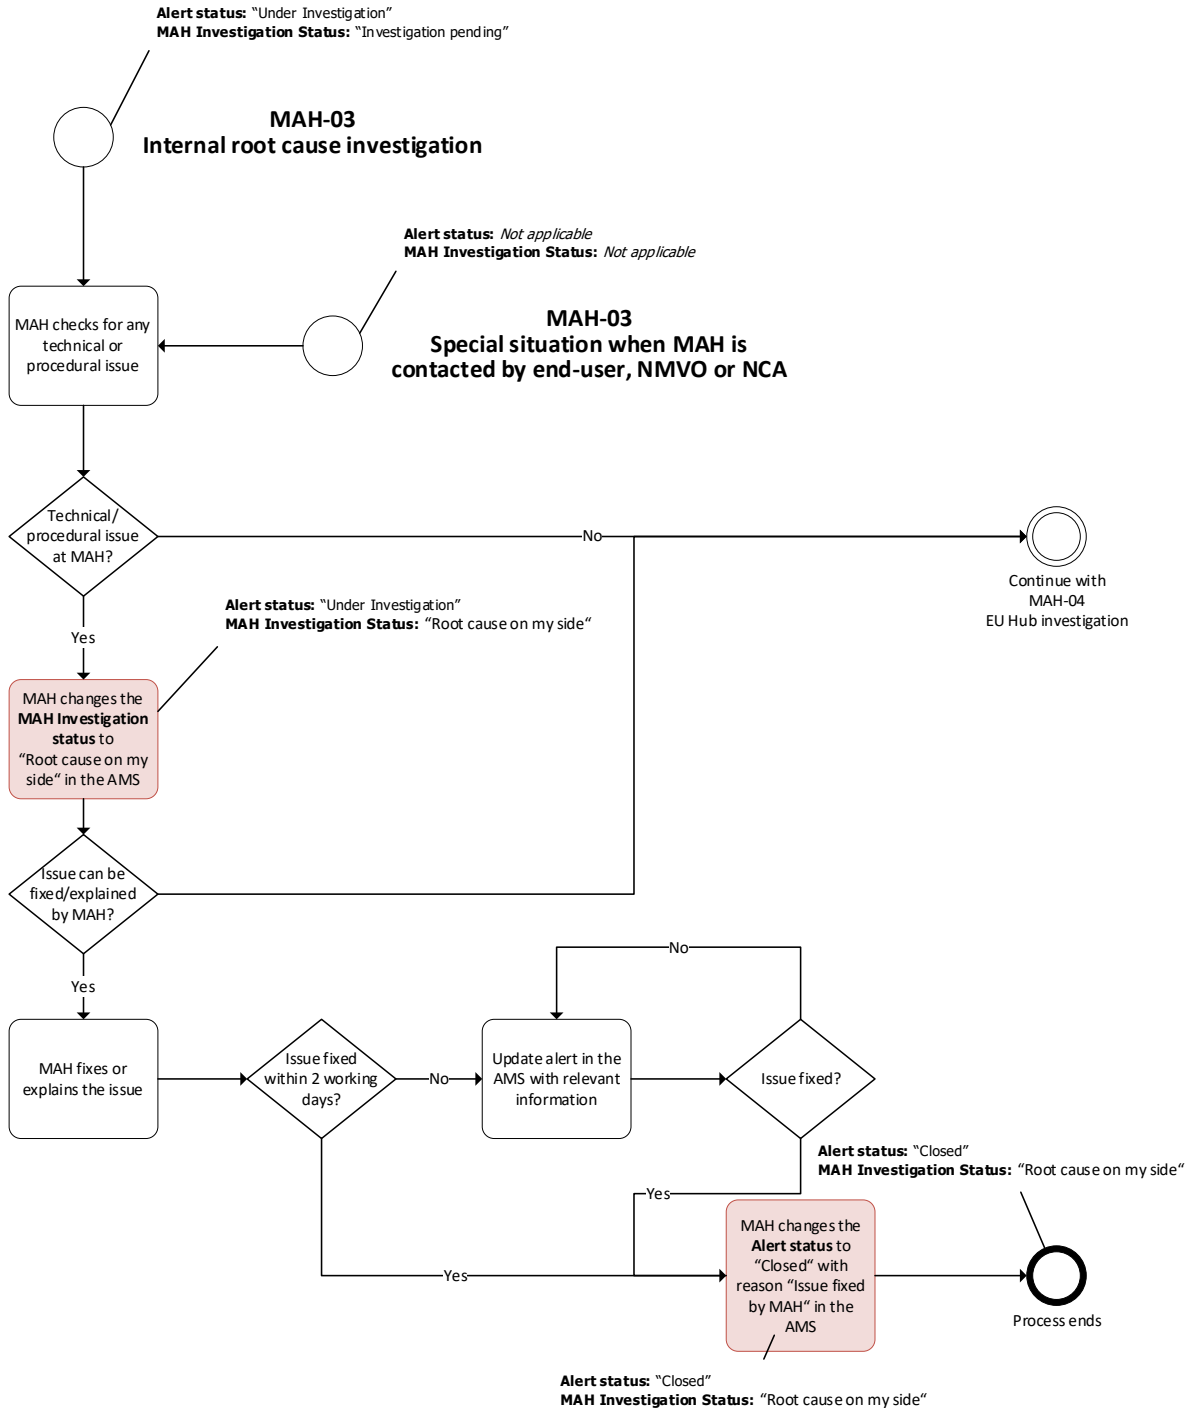 Alert status: “Under Investigation”
MAH Investigation Status: “Investigation pending”
MAH-03
Internal root cause investigation
Alert status: Not applicable
MAH Investigation Status: Not applicable
MAH checks for any
technical or
procedural issue
MAH-03
Special situation when MAH is
contacted by end-user, NMVO or NCA
Technical/
procedural issue
at MAH?
No
Continue with
MAH-04
EU Hub investigation
Yes
Alert status: “Under Investigation”
MAH Investigation Status: “Root cause on my side“
MAH changes the
MAH Investigation
status to
“Root cause on my
side“ in the AMS
Issue can be
fixed/explained
by MAH?
Yes
MAH fixes or
explains the issue
Issue fixed
within 2 working
days?
No
Update alert in the
AMS with relevant
information
No
Issue fixed?
Yes
Yes
Alert status: “Closed”
MAH Investigation Status: “Root cause on my side“
MAH changes the
Alert status to
“Closed“ with
reason “Issue fixed
by MAH“ in the
AMS
Process ends
Alert status: “Closed”
MAH Investigation Status: “Root cause on my side“